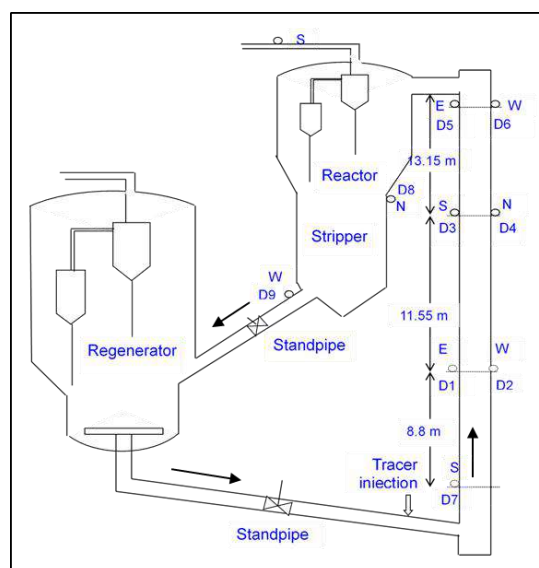 S
E
W
D5
D6
13.15 m
Reactor
D8
N
S
N
D3
D4
Stripper
W
D9
11.55 m
Regenerator
Standpipe
E
W
D1
D2
8.8 m
Tracer
injection
S
D7
Standpipe